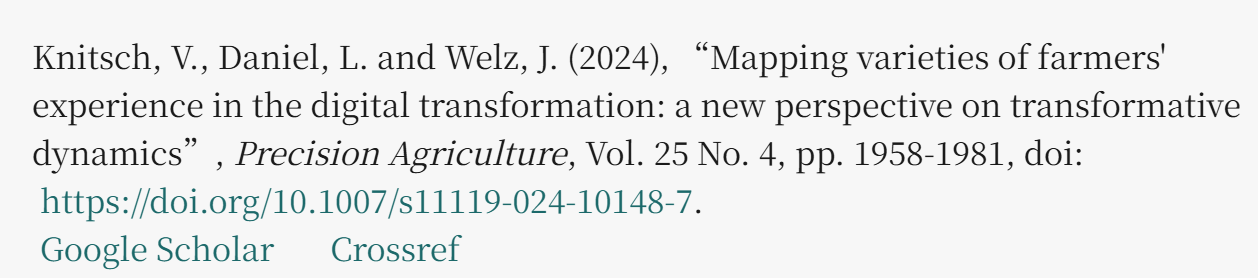 Knitsch, V., Daniel, L. and Welz, J. (2024), “Mapping varieties of farmers'
experience in the digital transformation: a new perspective on transformative
dynamics” , Precision Agriculture, Vol. 25 No. 4, pp. 1958-1981, doi:
https://doi.org/10.1007/s11119-024-10148-7.
Google Scholar Crossref